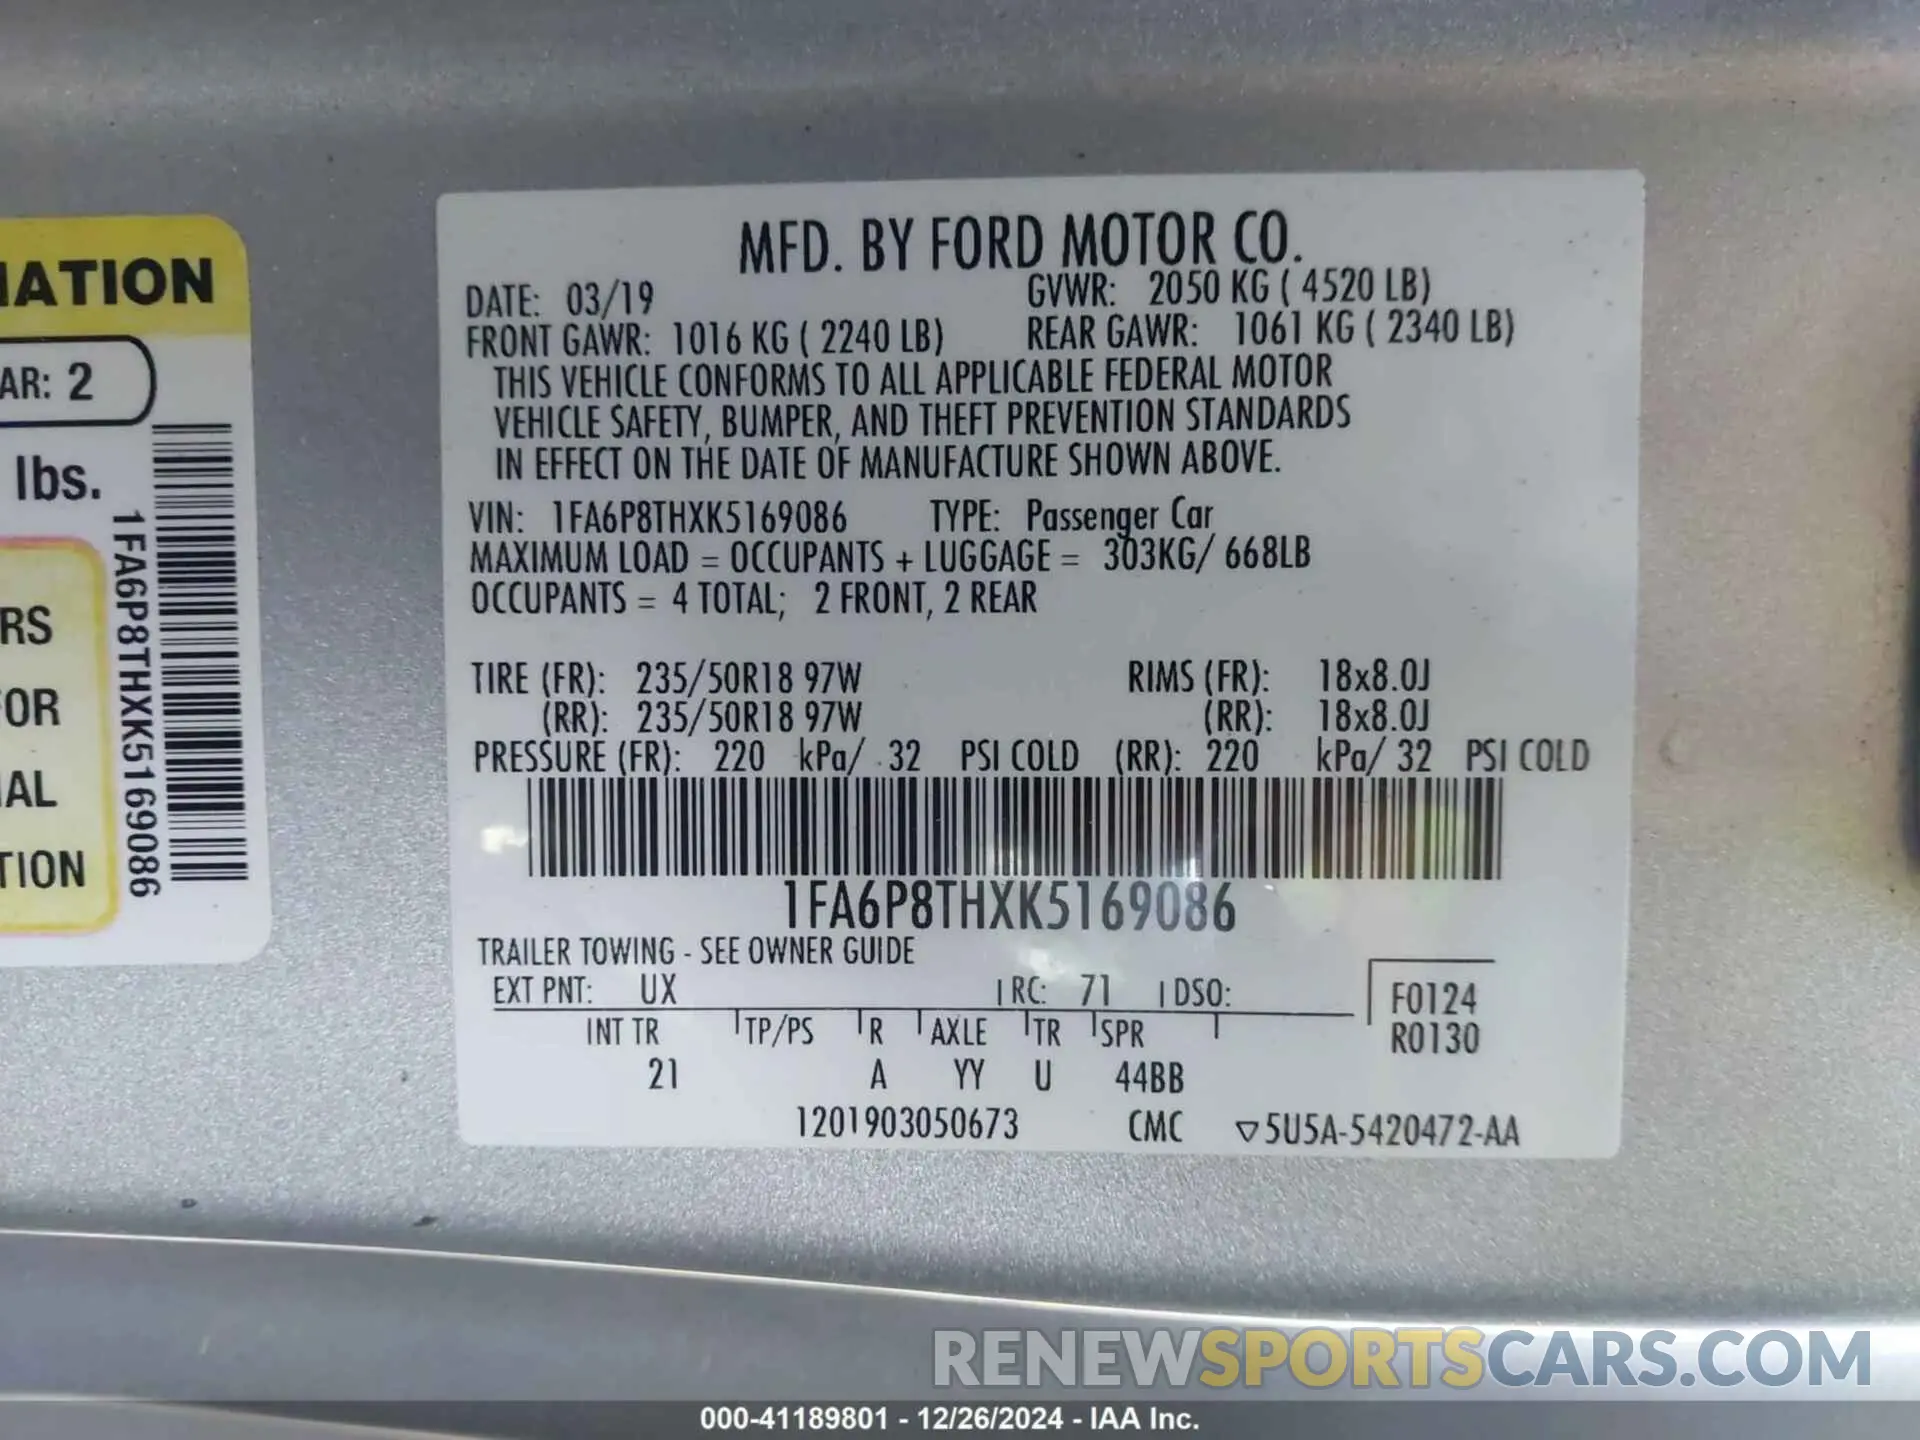 MATION
AR: 2
lbs.
RS
FOR
IAL
TION
1FA6P8THXK5169086
MFD. BY FORD MOTOR CO.
DATE: 03/19 GVWR: 2050 KG ( 4520 LB)
FRONT GAWR: 1016 KG ( 2240 LB) REAR GAWR: 1061 KG ( 2340 LB)
THIS VEHICLE CONFORMS TO ALL APPLICABLE FEDERAL MOTOR
VEHICLE SAFETY, BUMPER, AND THEFT PREVENTION STANDARDS
IN EFFECT ON THE DATE OF MANUFACTURE SHOWN ABOVE.
VIN: 1FA6P8THXK5169086 TYPE: Passenger Car
MAXIMUM LOAD = OCCUPANTS + LUGGAGE = 303KG/ 668LB
OCCUPANTS = 4 TOTAL; 2 FRONT, 2 REAR
TIRE (FR): 235/50R18 97W RIMS (FR): 18x8.0J
(RR): 235/50R18 97W (RR): 18x8.0J
PRESSURE (FR): 220 kPa/ 32 PSI COLD (RR): 220 kPa/ 32 PSI COLD
1FA6P8THXK5169086
TRAILER TOWING - SEE OWNER GUIDE
EXT PNT: UX RC: 71 DSO: F0124
INT TR TP/PS R AXLE TR SPR R0130
21 A YY U 44BB
1201903050673 CMC ▽5U5A-5420472-AA
RENEWSPORTSCARS.COM
000-41189801 - 12/26/2024 - IAA Inc.